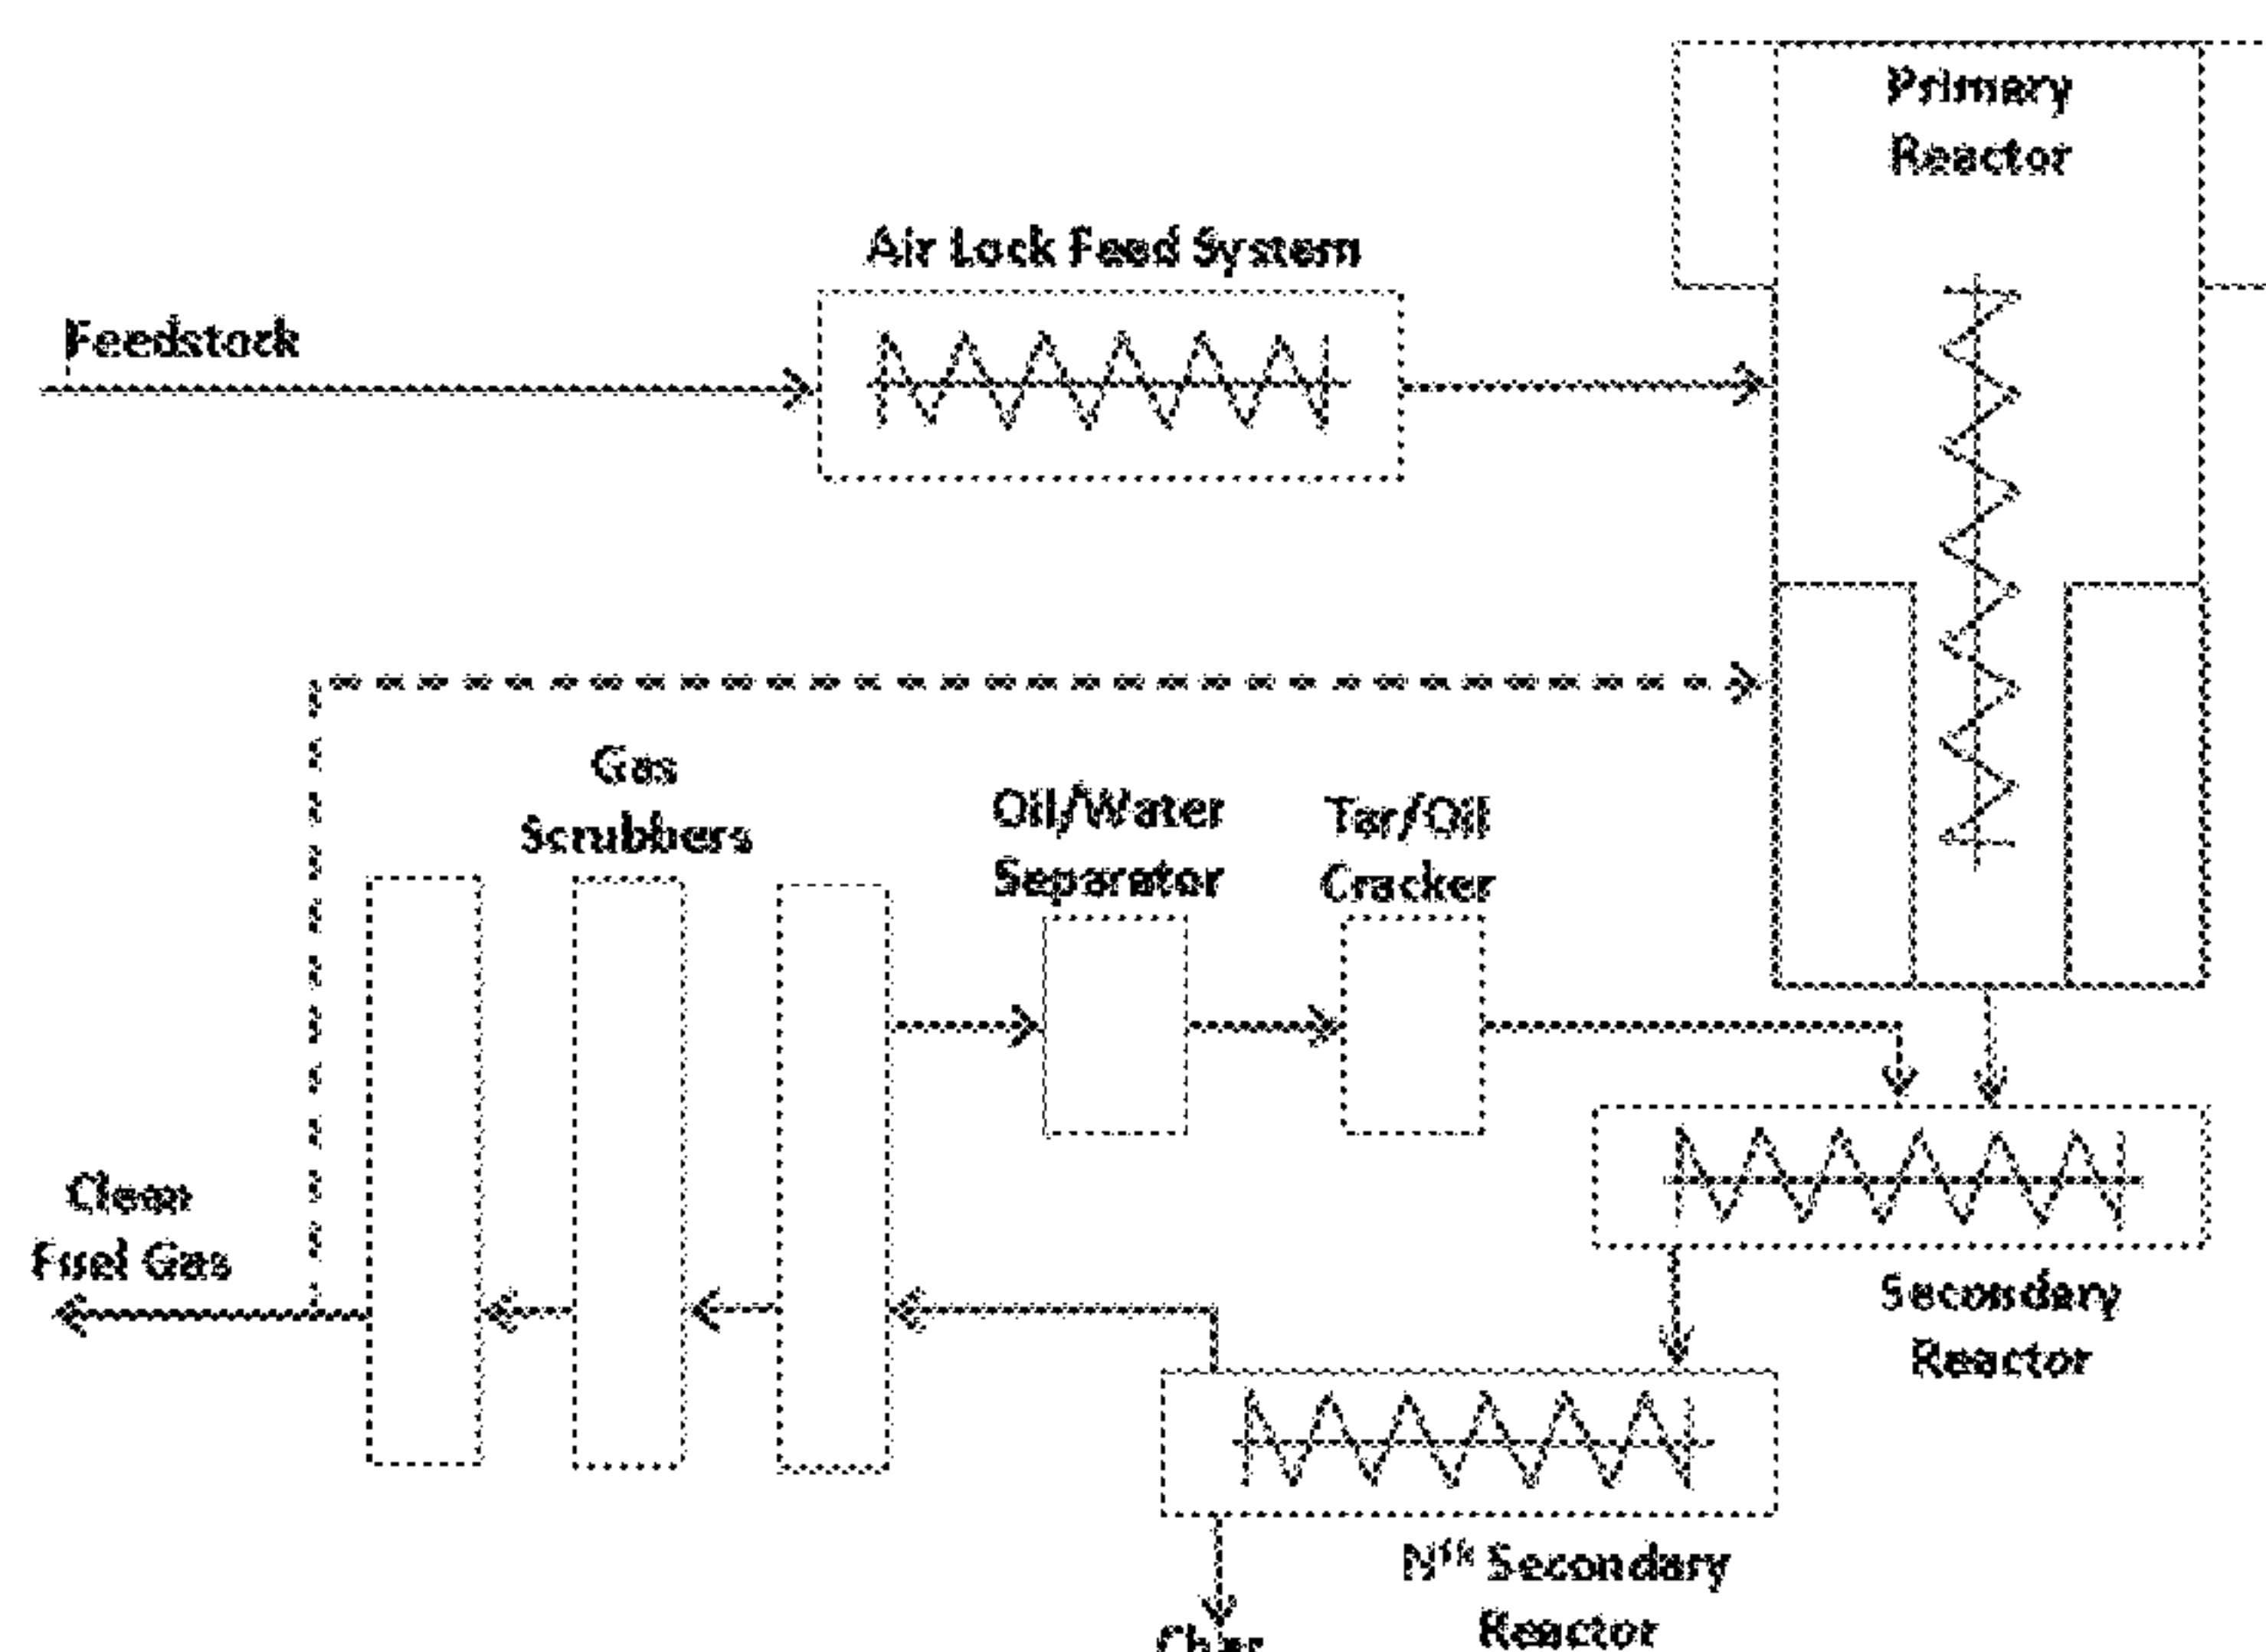 Primary
Reactor
Air Lock Feed System
Feedstock
Gas
Scrubbers
Oil/Water
Separator
Tar/Oil
Cracker
Clean
Fuel Gas
Secondary
Reactor
Nth Secondary
Reactor
Char